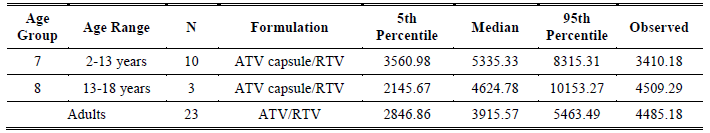 Age Group Age Range N Formulation 5th Percentile Median 95th Percentile Observed
7 2-13 years 10 ATV capsule/RTV 3560.98 5335.33 8315.31 3410.18
8 13-18 years 3 ATV capsule/RTV 2145.67 4624.78 10153.27 4509.29
Adults 23 ATV/RTV 2846.86 3915.57 5463.49 4485.18